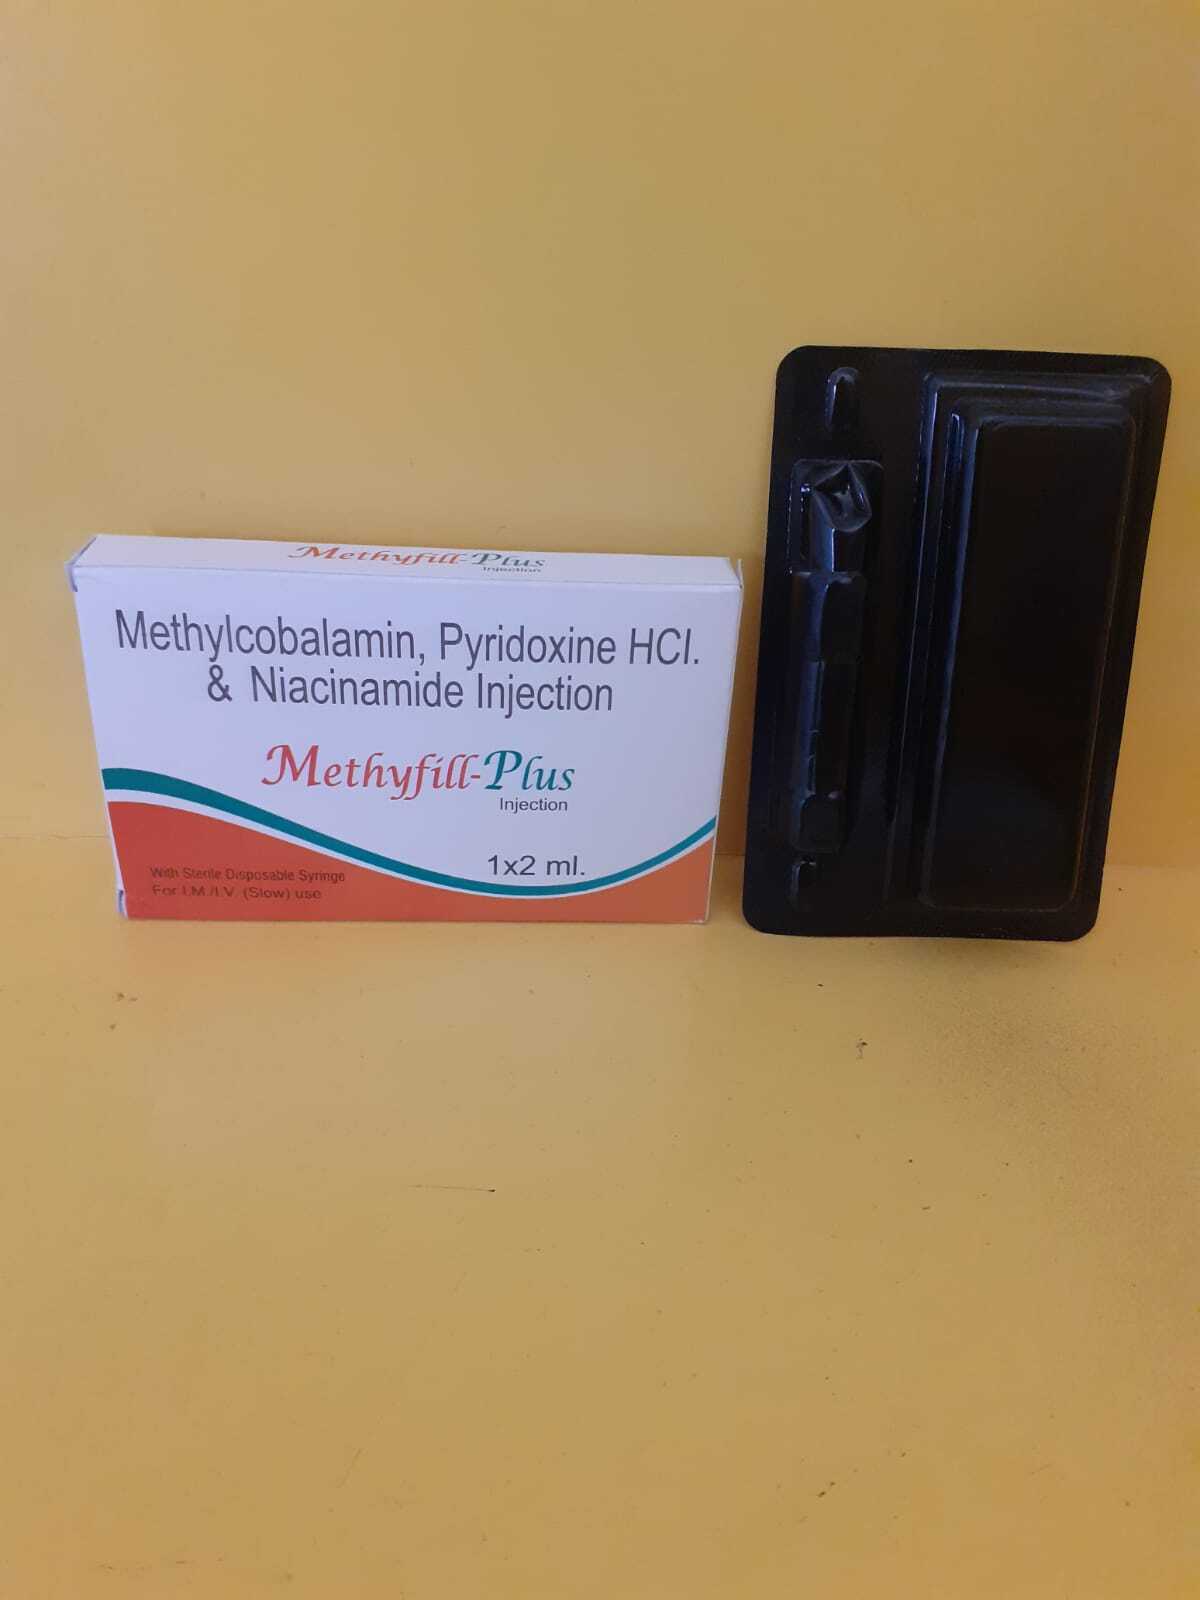 Methyfill-Plus
Injection
Methylcobalamin, Pyridoxine HCl.
& Niacinamide Injection
Methyfill-Plus
Injection
1x2 ml.
With Sterile Disposable Syringe
For I.M./I.V. (Slow) use